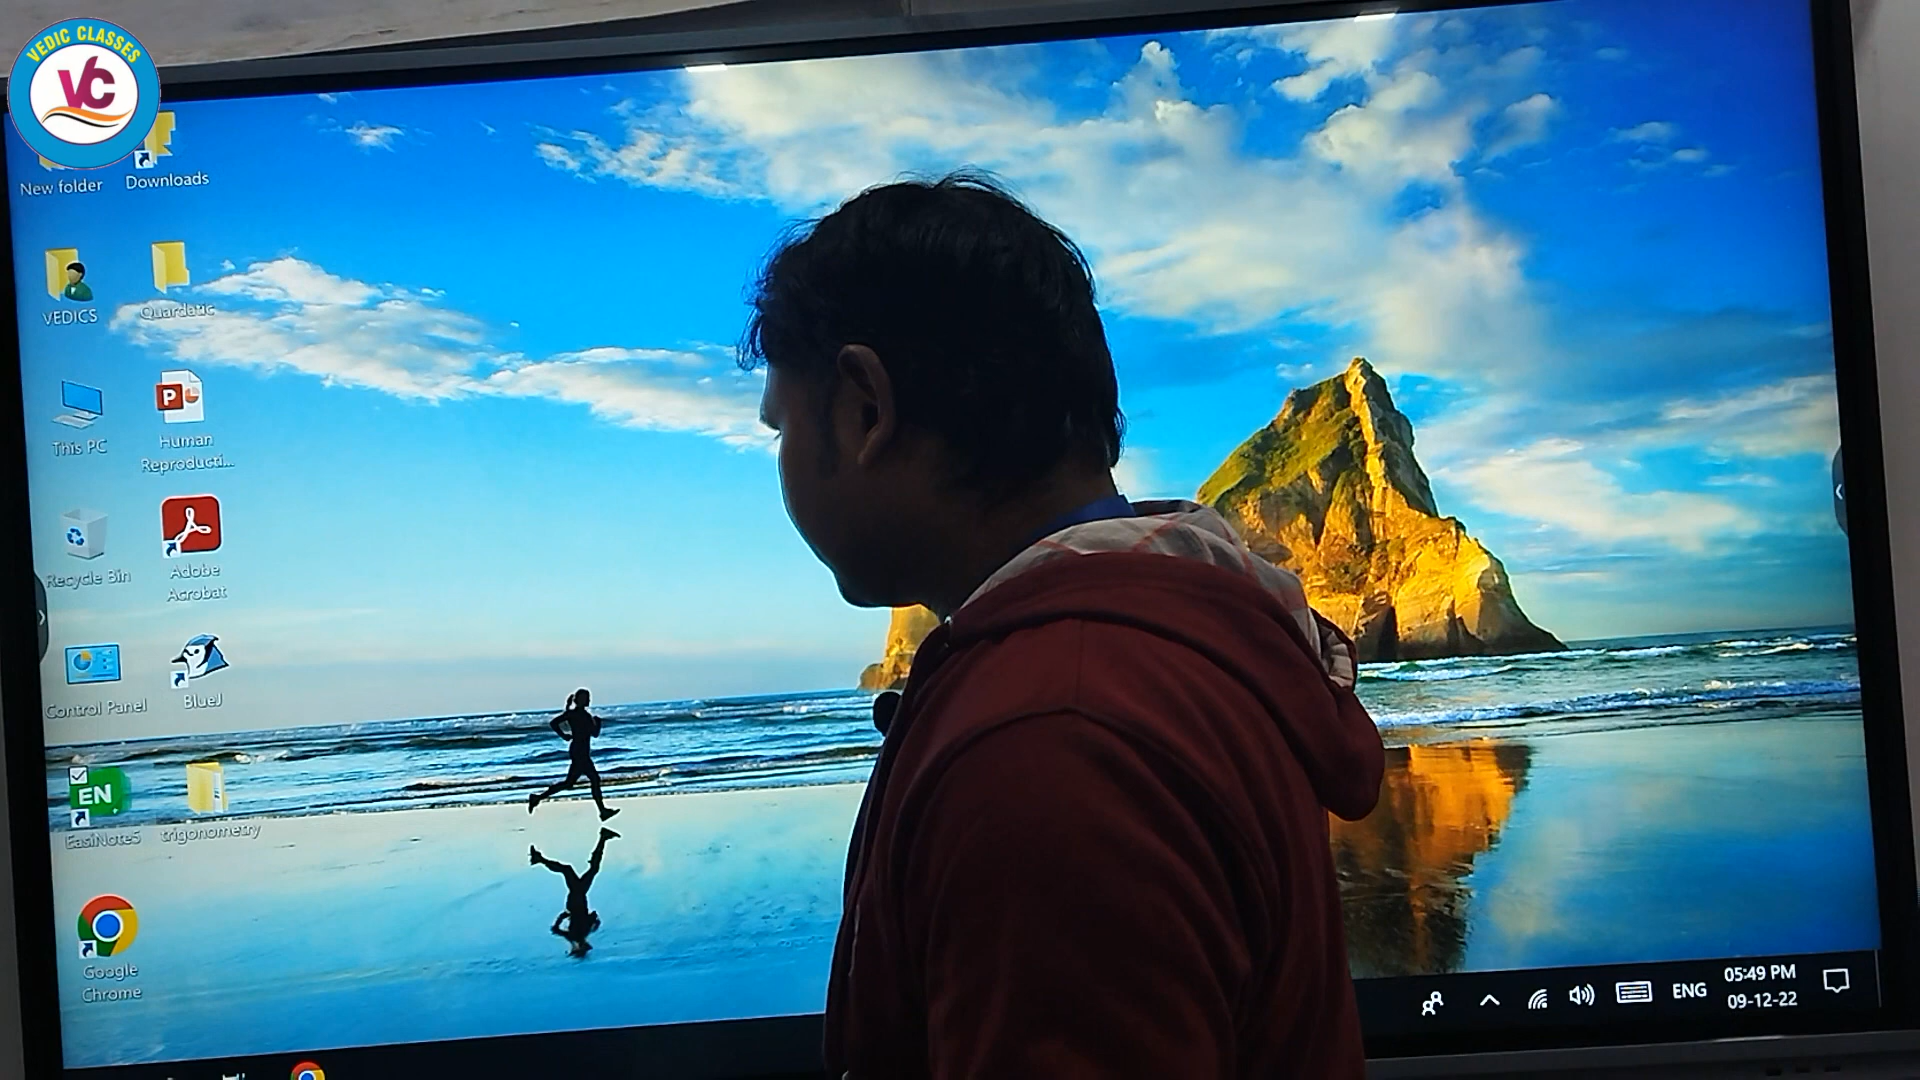 VEDIC CLASSES
VC
New folder
Downloads
VEDICS
Quardatic
This PC
Human
Reproducti...
Recycle Bin
Adobe
Acrobat
Control Panel
BlueJ
EN
EasiNote5
trigonometry
Google
Chrome
P
ENG
05:49 PM
09-12-22